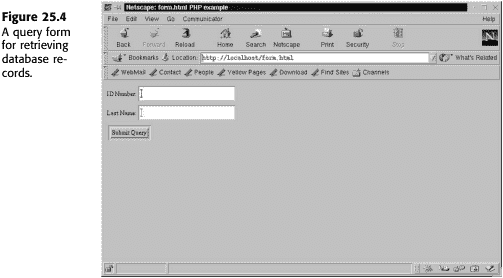 Figure 25.4
A query form
for retrieving
database re-
cords.
Netscape: form.html PHP example
File Edit View Go Communicator Help
Back Forward Reload Home Search Netscape Print Security Stop
Bookmarks Location: http://localhost/form.html What's Related
WebMail Contact People Yellow Pages Download Find Sites Channels
ID Number:
Last Name:
Submit Query